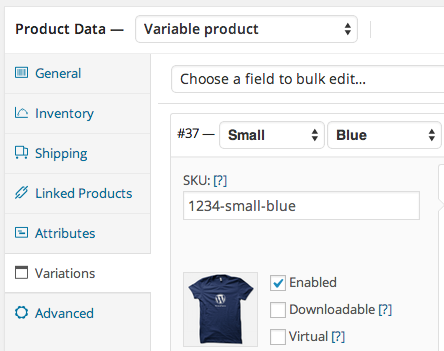 Product Data — Variable product
General
Inventory
Shipping
Linked Products
Attributes
Variations
Advanced
Choose a field to bulk edit...
#37 — Small Blue
SKU: [?]
1234-small-blue
Enabled
Downloadable [?]
Virtual [?]